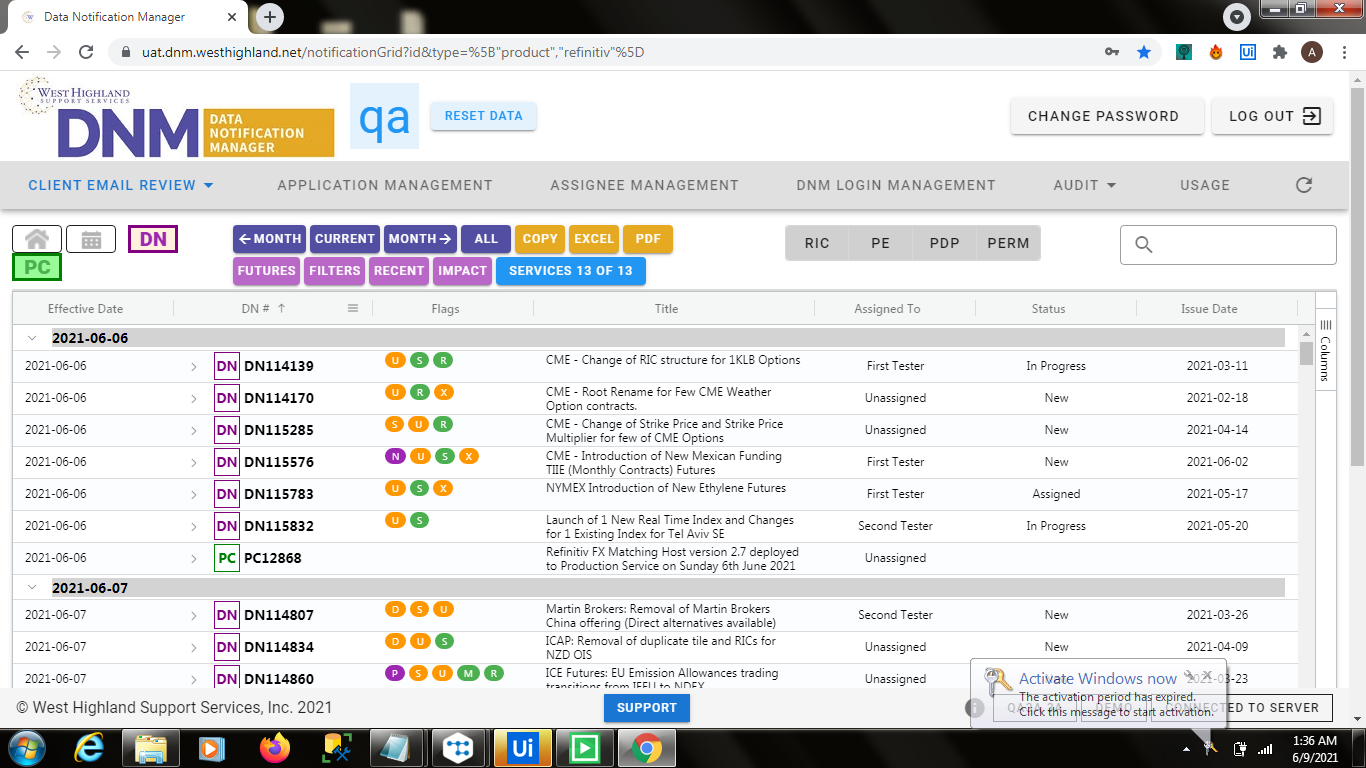 Data Notification Manager
uat.dnm.westhighland.net/notificationGrid?id&type=%5B"product","refinitiv"%5D
A
WEST HIGHLAND
SUPPORT SERVICES
DNM
DATA
NOTIFICATION
MANAGER
qa
RESET DATA
CHANGE PASSWORD
LOG OUT
CLIENT EMAIL REVIEW
APPLICATION MANAGEMENT
ASSIGNEE MANAGEMENT
DNM LOGIN MANAGEMENT
AUDIT
USAGE
DN
PC
MONTH
CURRENT
MONTH
ALL
COPY
EXCEL
PDF
FUTURES
FILTERS
RECENT
IMPACT
SERVICES 13 OF 13
RIC PE PDP PERM
Effective Date DN # Flags Title Assigned To Status Issue Date
Columns
2021-06-06
2021-06-06 DN DN114139 U S R CME - Change of RIC structure for 1KLB Options First Tester In Progress 2021-03-11
2021-06-06 DN DN114170 U R X CME - Root Rename for Few CME Weather
Option contracts. Unassigned New 2021-02-18
2021-06-06 DN DN115285 S U R CME - Change of Strike Price and Strike Price
Multiplier for few of CME Options Unassigned New 2021-04-14
2021-06-06 DN DN115576 N U S X CME - Introduction of New Mexican Funding
TIIE (Monthly Contracts) Futures First Tester New 2021-06-02
2021-06-06 DN DN115783 U S X NYMEX Introduction of New Ethylene Futures First Tester Assigned 2021-05-17
2021-06-06 DN DN115832 U S Launch of 1 New Real Time Index and Changes
for 1 Existing Index for Tel Aviv SE Second Tester In Progress 2021-05-20
2021-06-06 PC PC12868 Refinitiv FX Matching Host version 2.7 deployed
to Production Service on Sunday 6th June 2021 Unassigned
2021-06-07
2021-06-07 DN DN114807 D S U Martin Brokers: Removal of Martin Brokers
China offering (Direct alternatives available) Second Tester New 2021-03-26
2021-06-07 DN DN114834 D U S ICAP: Removal of duplicate tile and RICs for
NZD OIS Unassigned New 2021-04-09
2021-06-07 DN DN114860 P S U M R ICE Futures: EU Emission Allowances trading
transitions from IFEU to NDEX Unassigned
Activate Windows now
The activation period has expired.
Click this message to start activation.
© West Highland Support Services, Inc. 2021
SUPPORT
DEMO
CONNECTED TO SERVER
Ui
1:36 AM
6/9/2021